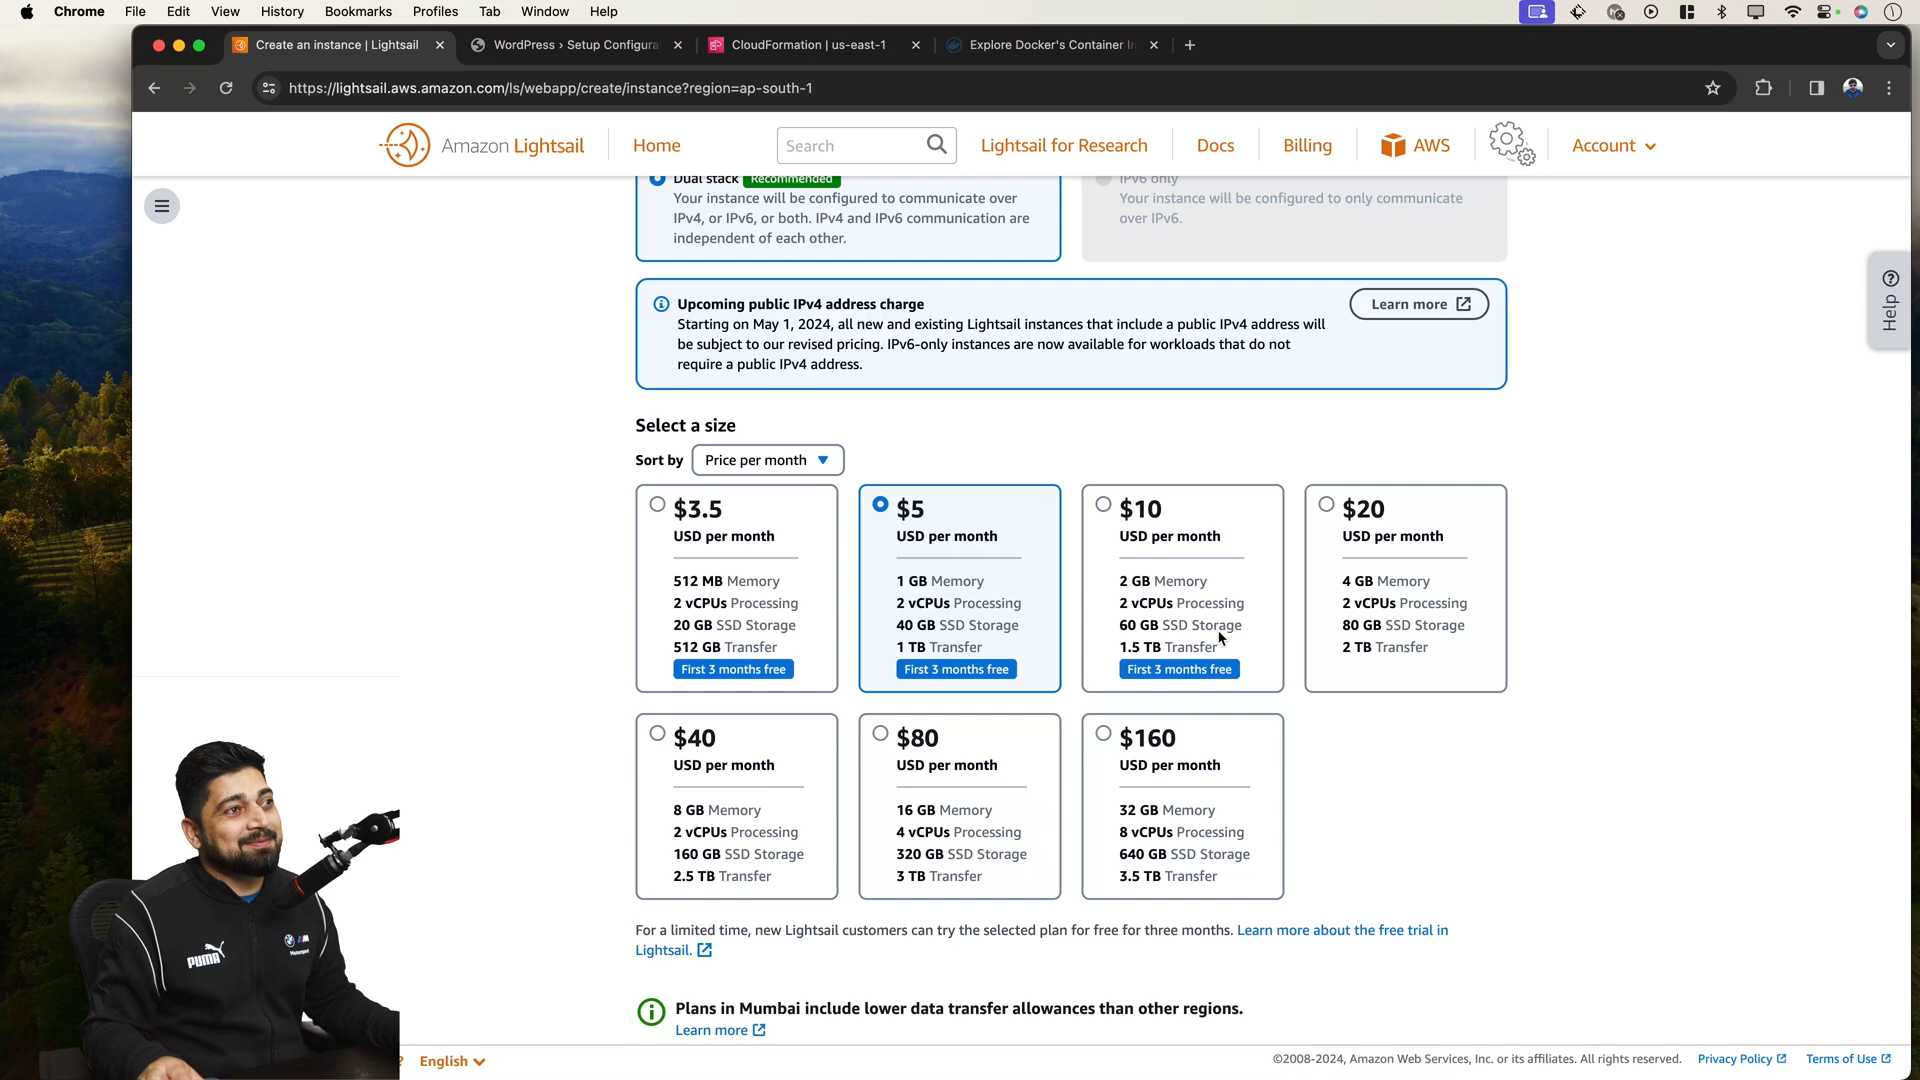 Chrome File Edit View History Bookmarks Profiles Tab Window Help
Create an instance | Lightsail
WordPress › Setup Configura
CloudFormation | us-east-1
Explore Docker's Container In
https://lightsail.aws.amazon.com/ls/webapp/create/instance?region=ap-south-1
Amazon Lightsail
Home
Search
Lightsail for Research
Docs
Billing
AWS
Account
Dual stack Recommended
Your instance will be configured to communicate over
IPv4, or IPv6, or both. IPv4 and IPv6 communication are
independent of each other.
IPv6 only
Your instance will be configured to only communicate
over IPv6.
Help
Upcoming public IPv4 address charge
Starting on May 1, 2024, all new and existing Lightsail instances that include a public IPv4 address will
be subject to our revised pricing. IPv6-only instances are now available for workloads that do not
require a public IPv4 address.
Learn more
Select a size
Sort by Price per month
$3.5
USD per month
512 MB Memory
2 vCPUs Processing
20 GB SSD Storage
512 GB Transfer
First 3 months free
$5
USD per month
1 GB Memory
2 vCPUs Processing
40 GB SSD Storage
1 TB Transfer
First 3 months free
$10
USD per month
2 GB Memory
2 vCPUs Processing
60 GB SSD Storage
1.5 TB Transfer
First 3 months free
$20
USD per month
4 GB Memory
2 vCPUs Processing
80 GB SSD Storage
2 TB Transfer
$40
USD per month
8 GB Memory
2 vCPUs Processing
160 GB SSD Storage
2.5 TB Transfer
$80
USD per month
16 GB Memory
4 vCPUs Processing
320 GB SSD Storage
3 TB Transfer
$160
USD per month
32 GB Memory
8 vCPUs Processing
640 GB SSD Storage
3.5 TB Transfer
For a limited time, new Lightsail customers can try the selected plan for free for three months. Learn more about the free trial in
Lightsail.
Plans in Mumbai include lower data transfer allowances than other regions.
Learn more
PUMA
Motorsport
? English
©2008-2024, Amazon Web Services, Inc. or its affiliates. All rights reserved.
Privacy Policy
Terms of Use